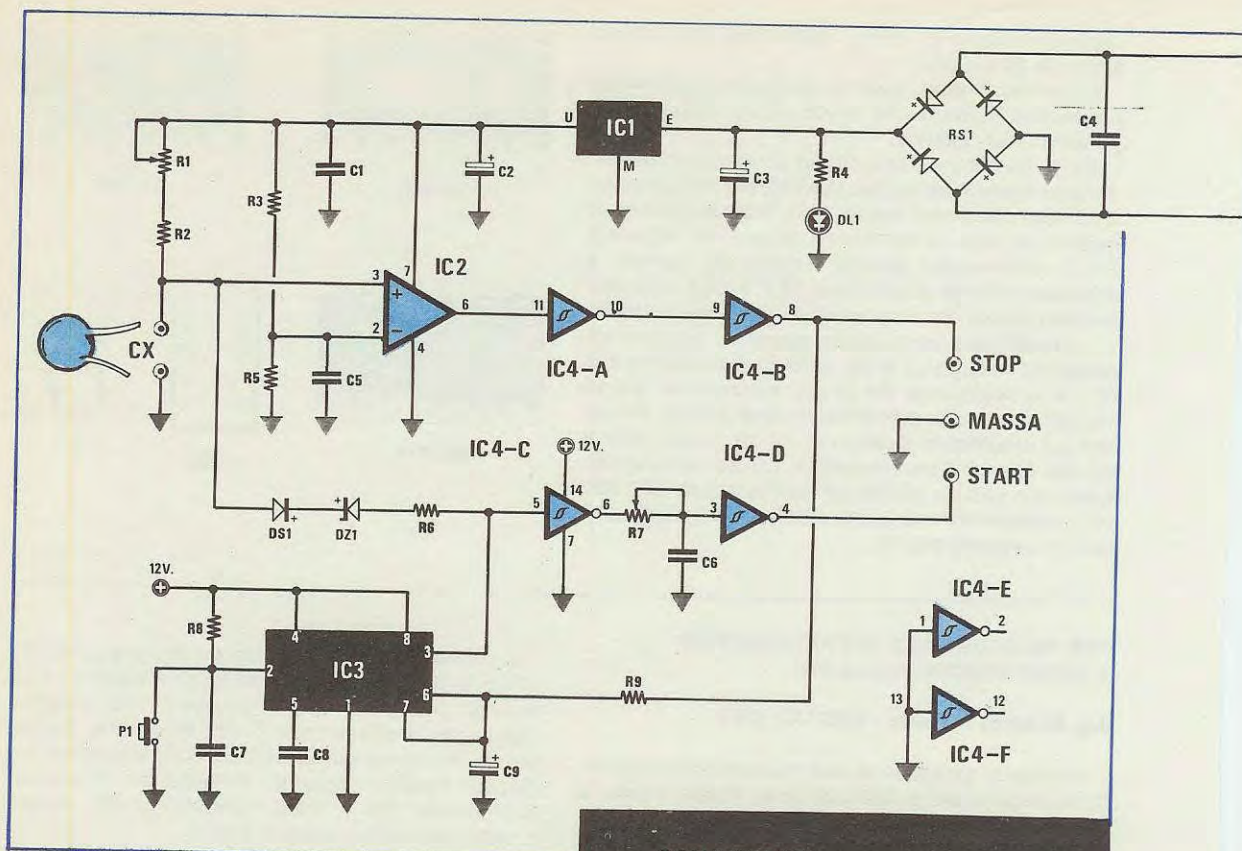 U IC1 E
M
RS1
C4
R1
C1
C2
C3
R4
R3
DL1
R2
IC2
3 + 7
6
2 −
4
11 10
9 8
CX
R5
C5
IC4-A
IC4-B
STOP
MASSA
START
IC4-C
12V.
IC4-D
5 14 6
7
R7
3 4
C6
DS1
DZ1
R6
12V.
R8
4 8
3
2 IC3
6
5 1 7
R9
P1
C7
C8
C9
IC4-E
1 2
13 12
IC4-F